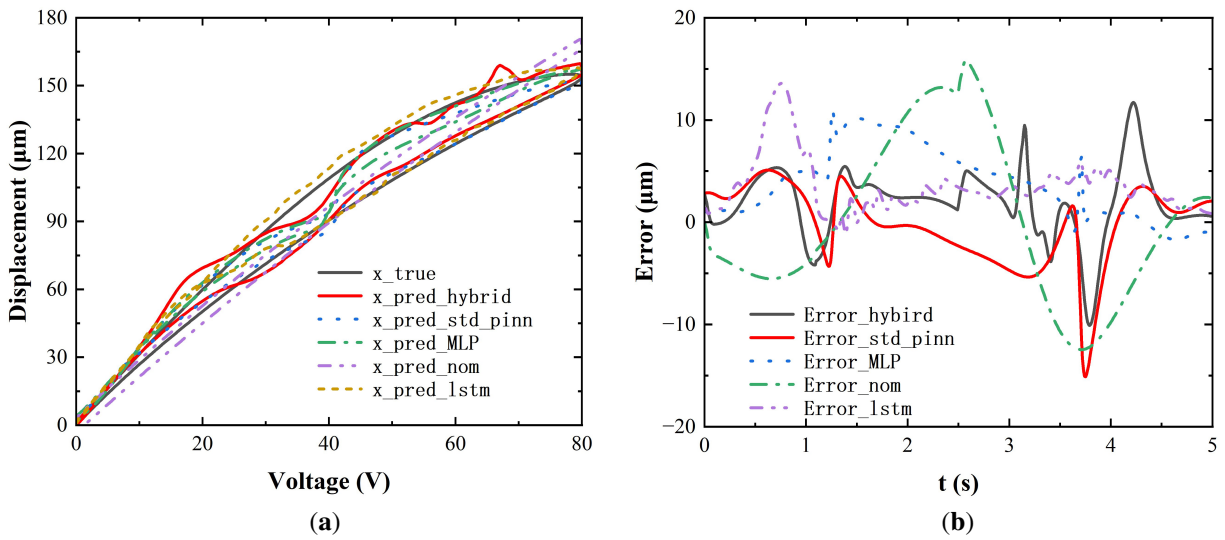 180
150
120
90
60
30
0
Displacement (μm)
x_true
x_pred_hybrid
x_pred_std_pinn
x_pred_MLP
x_pred_nom
x_pred_lstm
0 20 40 60 80
Voltage (V)
(a)
20
10
0
−10
−20
Error (μm)
Error_hybird
Error_std_pinn
Error_MLP
Error_nom
Error_lstm
0 1 2 3 4 5
t (s)
(b)